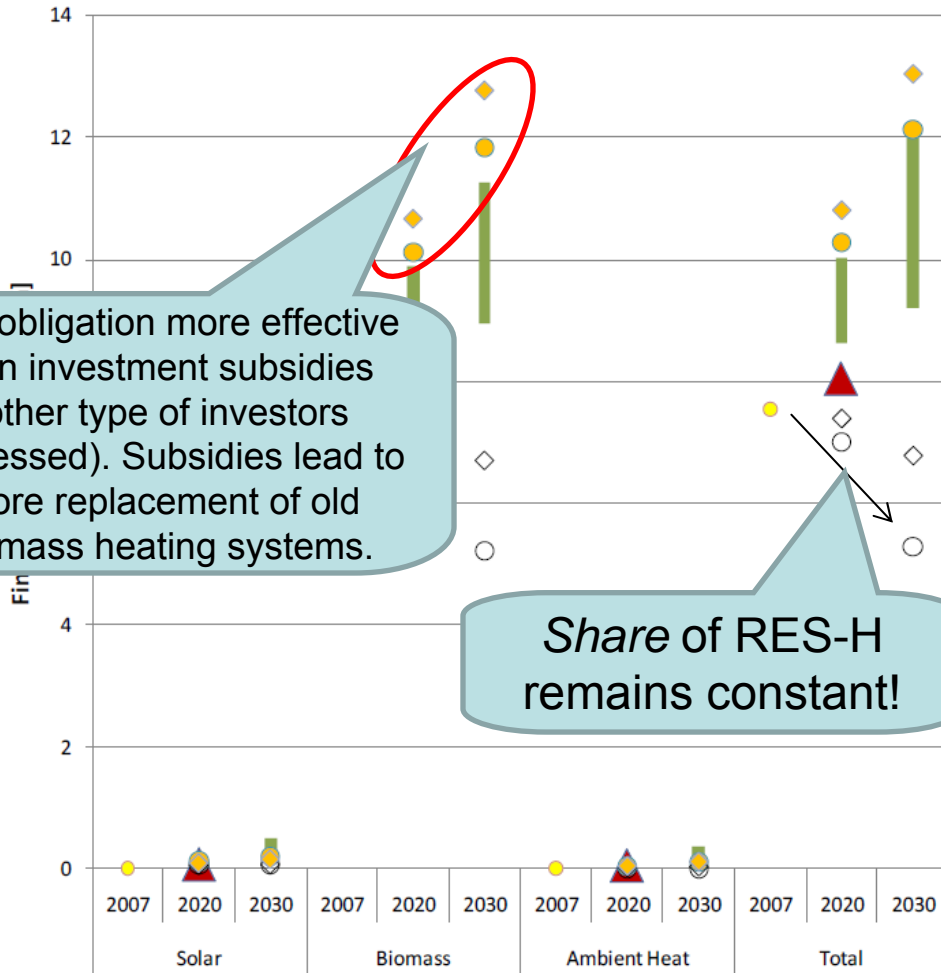 14
12
10
obligation more effective
n investment subsidies
other type of investors
essed). Subsidies lead to
ore replacement of old
mass heating systems.
Fin
Share of RES-H
remains constant!
4
2
0
2007 2020 2030 2007 2020 2030 2007 2020 2030 2007 2020 2030
Solar Biomass Ambient Heat Total